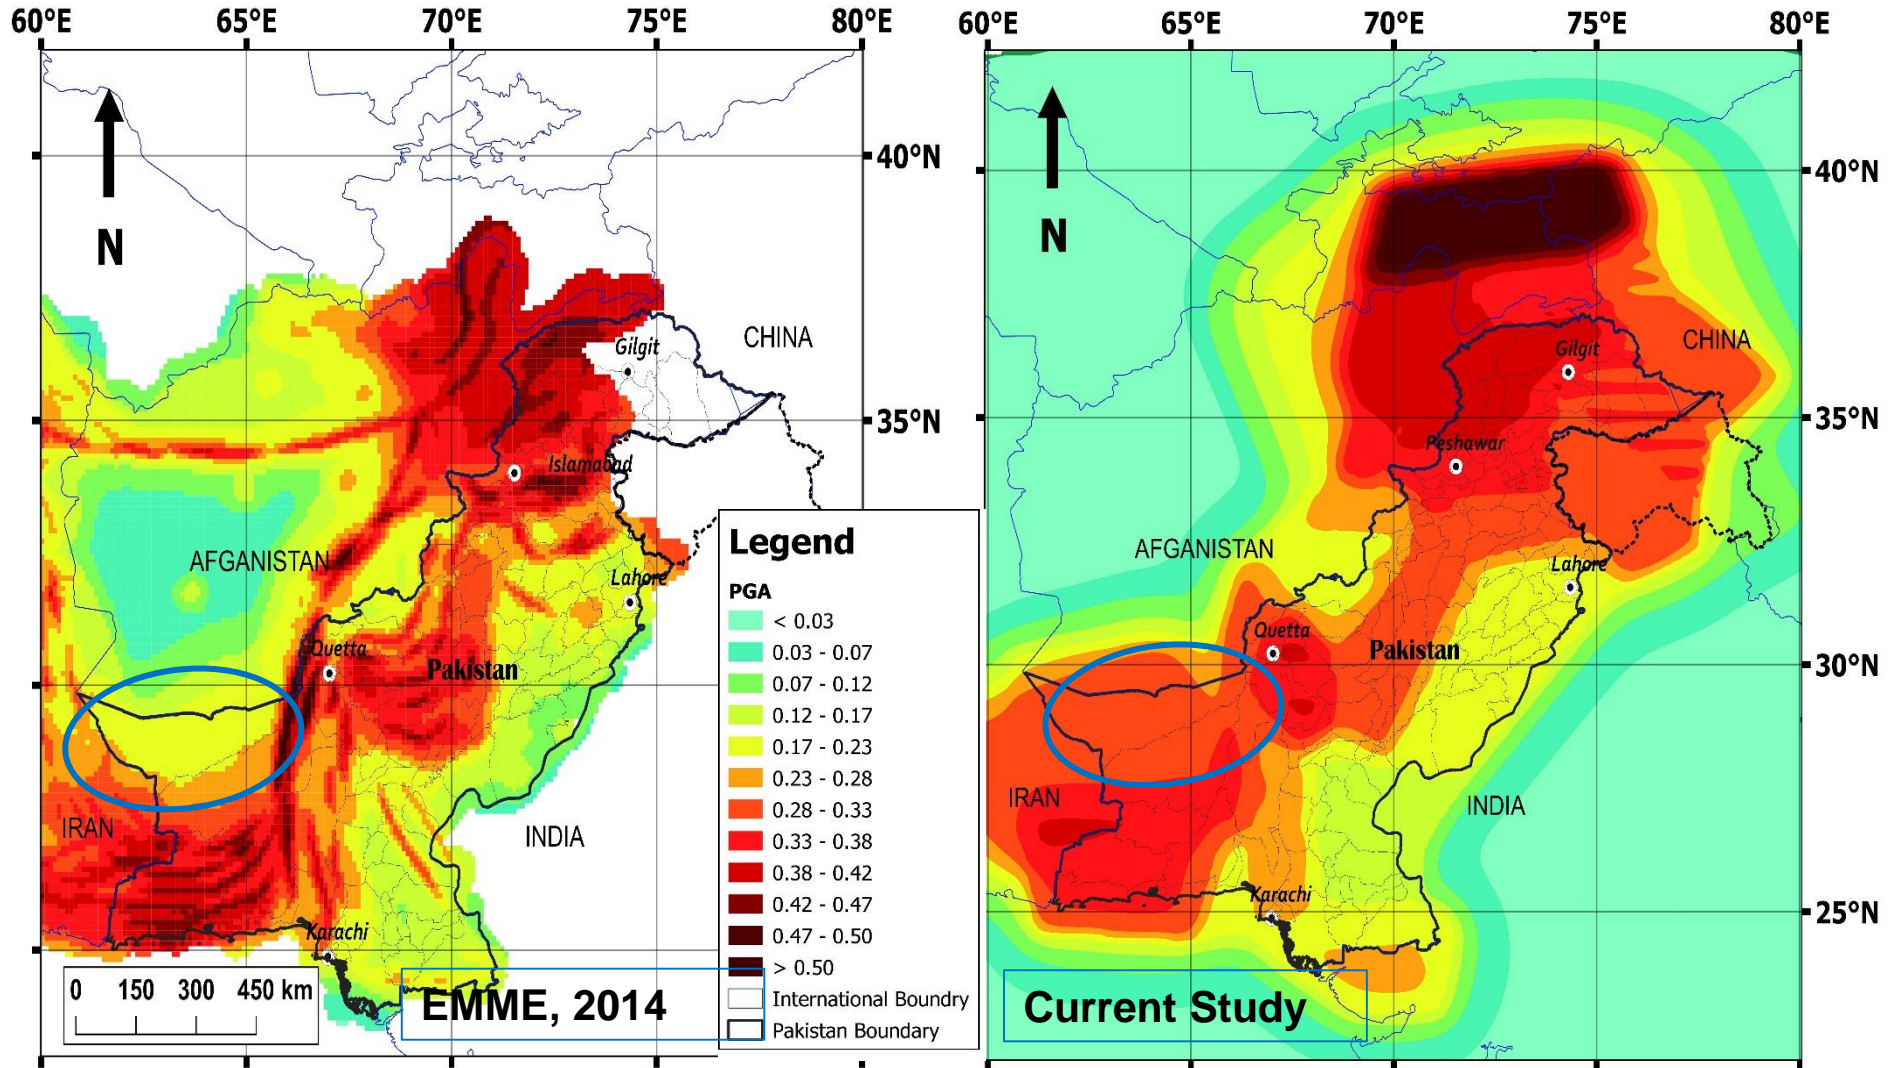 60°E 65°E 70°E 75°E 80°E
N
40°N
CHINA
Gilgit
35°N
Islamabad
AFGANISTAN
Lahore
Quetta
Pakistan
IRAN
INDIA
Karachi
0 150 300 450 km
EMME, 2014
Legend
PGA
< 0.03
0.03 - 0.07
0.07 - 0.12
0.12 - 0.17
0.17 - 0.23
0.23 - 0.28
0.28 - 0.33
0.33 - 0.38
0.38 - 0.42
0.42 - 0.47
0.47 - 0.50
> 0.50
International Boundry
Pakistan Boundary
60°E 65°E 70°E 75°E 80°E
N
40°N
CHINA
Gilgit
35°N
Peshawar
AFGANISTAN
Lahore
Quetta
Pakistan
30°N
IRAN
INDIA
Karachi
25°N
Current Study